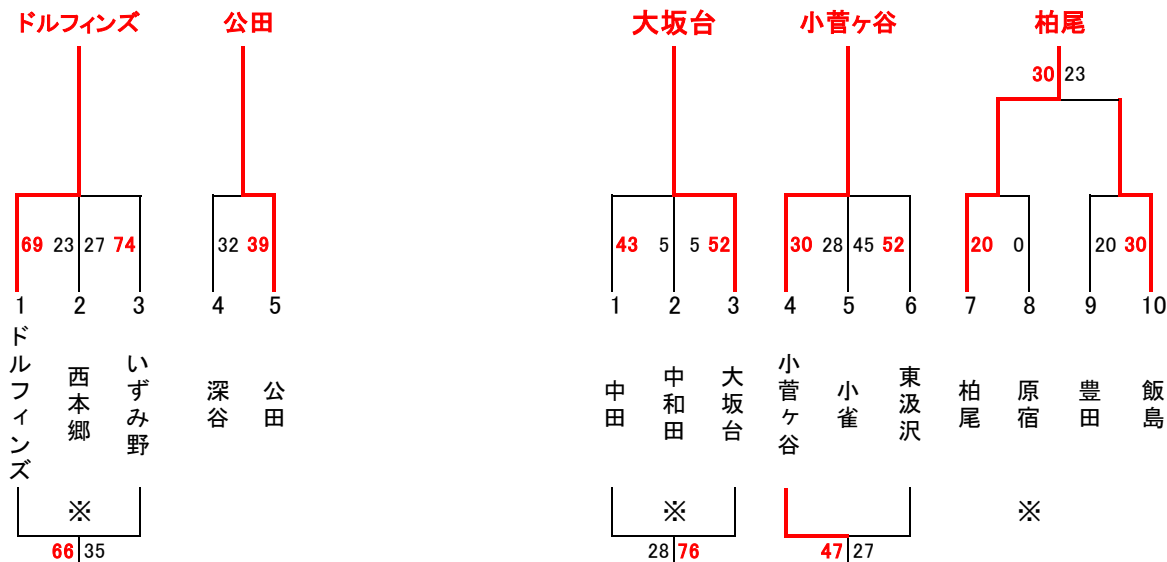 ドルフィンズ 公田 大坂台 小菅ヶ谷 柏尾
30 23
69 23 27 74 32 39 43 5 5 52 30 28 45 52 20 0 20 30
1 2 3 4 5 1 2 3 4 5 6 7 8 9 10
ドルフィンズ
西本郷
いずみ野
深谷
公田
中田
中和田
大坂台
小菅ヶ谷
小雀
東汲沢
柏尾
原宿
豊田
飯島
※ ※ ※
66 35 28 76 47 27